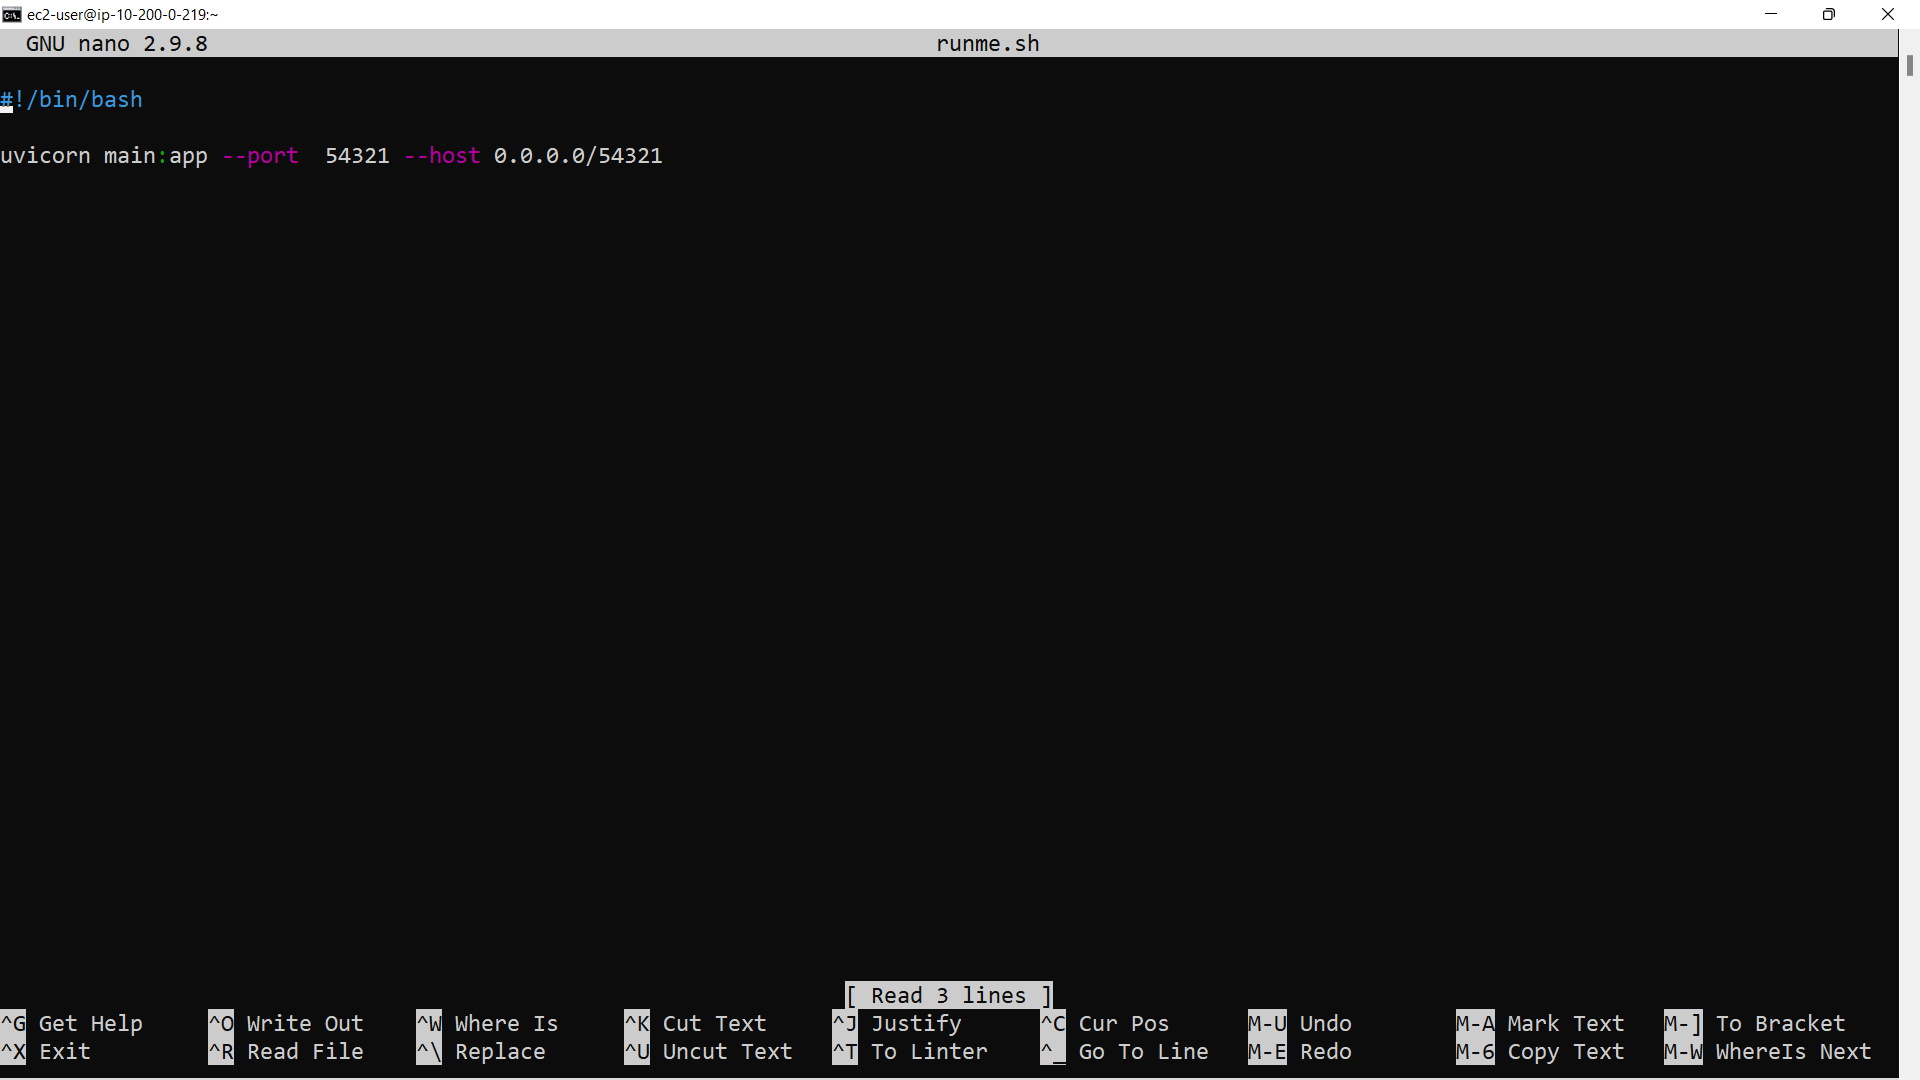 ec2-user@ip-10-200-0-219:~
GNU nano 2.9.8 runme.sh
#!/bin/bash
uvicorn main:app --port  54321 --host 0.0.0.0/54321
[ Read 3 lines ]
^G Get Help ^O Write Out ^W Where Is ^K Cut Text ^J Justify ^C Cur Pos M-U Undo M-A Mark Text M-] To Bracket
^X Exit ^R Read File ^\ Replace ^U Uncut Text ^T To Linter ^_ Go To Line M-E Redo M-6 Copy Text M-W WhereIs Next